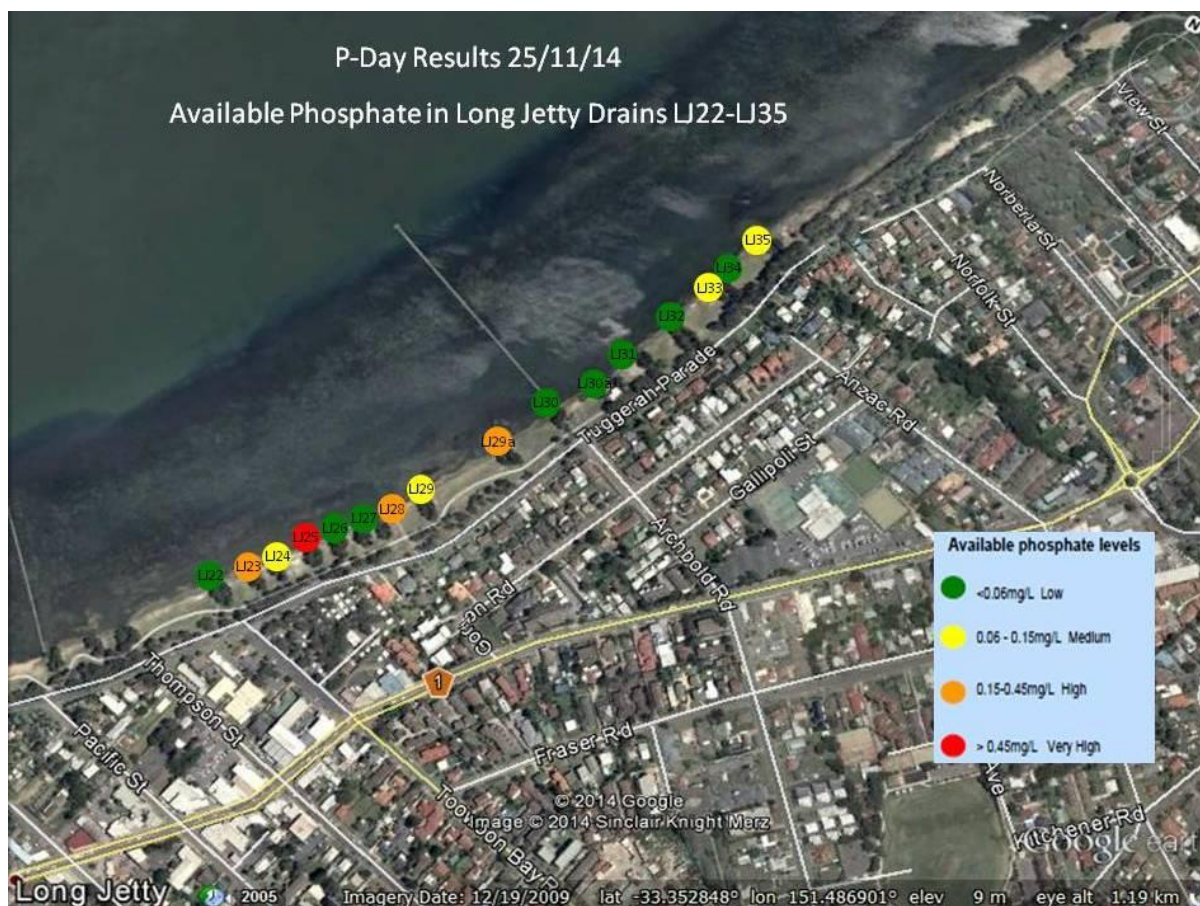 P-Day Results 25/11/14
Available Phosphate in Long Jetty Drains LJ22-LJ35
N
View St
Norberta St
Norfolk St
LJ35
LJ34
LJ33
LJ32
LJ31
LJ30a
LJ30
Tuggerah Parade
Anzac Rd
LJ29a
Gallipoli St
LJ29
LJ28
LJ27
LJ26
LJ25
LJ24
LJ23
LJ22
Archbold Rd
Rd
1
Thompson St
Pacific St
Fraser Rd
Toowoon Bay R
Ave
Kitchener Rd
Available phosphate levels
<0.06mg/L Low
0.06 - 0.15mg/L Medium
0.15-0.45mg/L High
> 0.45mg/L Very High
© 2014 Google
Image © 2014 Sinclair Knight Merz
Google eart
Long Jetty
2005
Imagery Date: 12/19/2009 lat -33.352848° lon 151.486901° elev 9 m eye alt 1.19 km